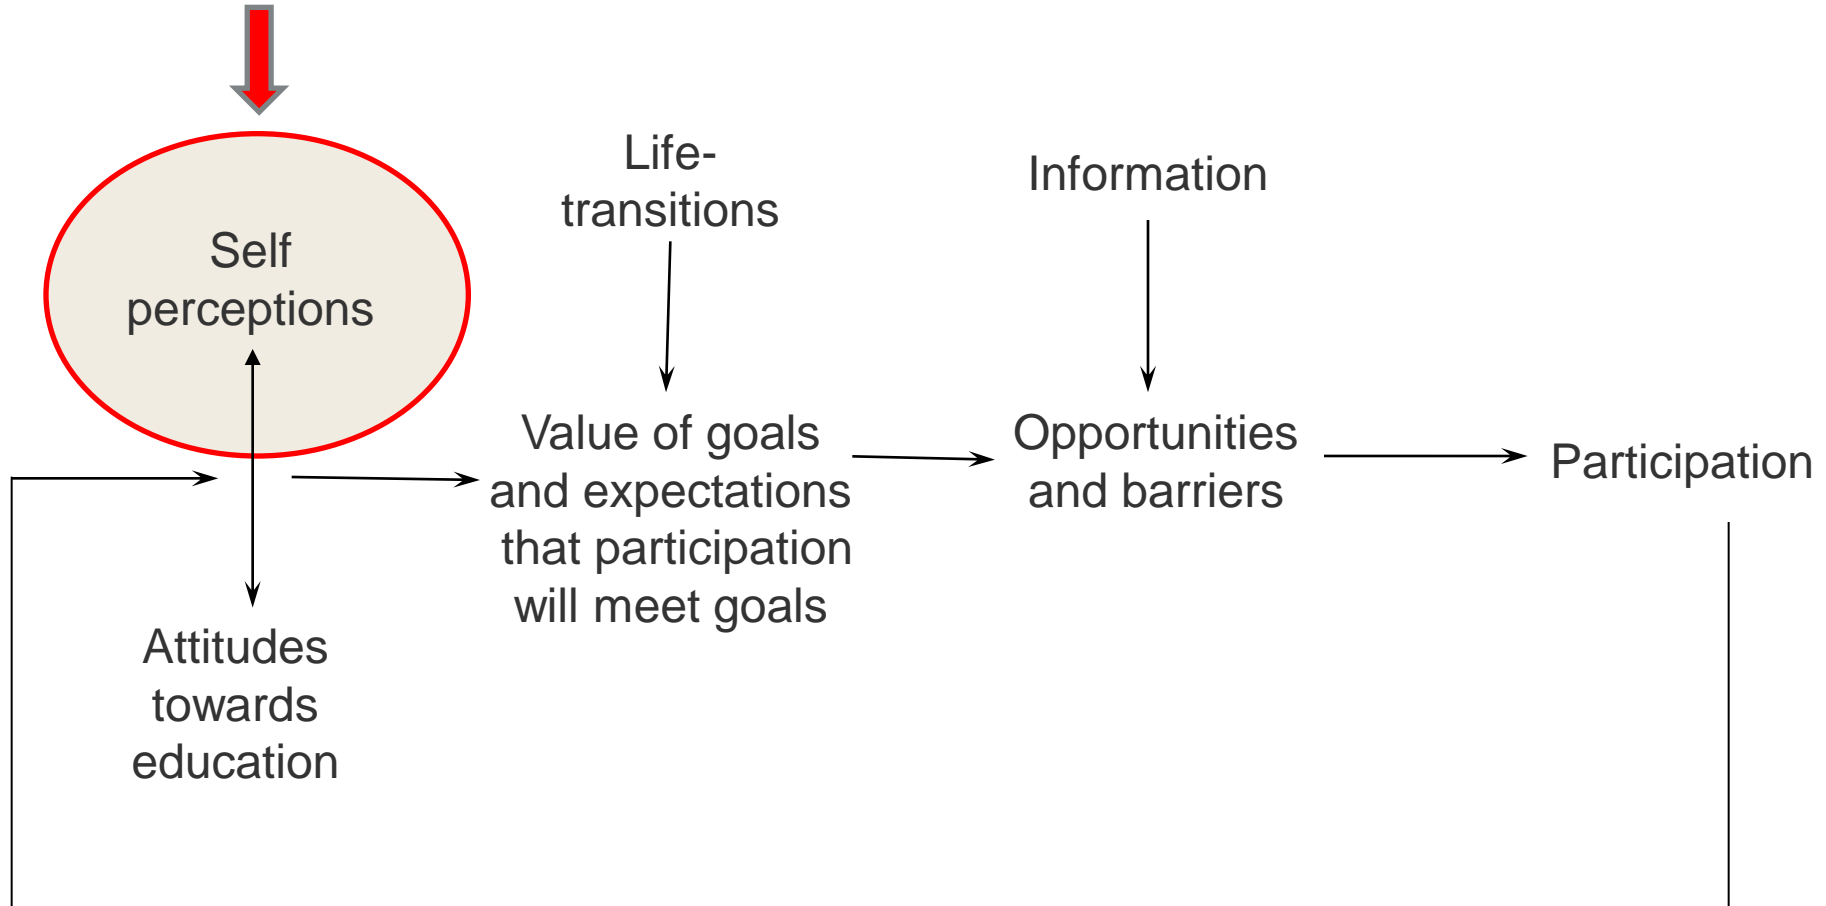 Self
perceptions
Attitudes
towards
education
Life-
transitions
Value of goals
and expectations
that participation
will meet goals
Information
Opportunities
and barriers
Participation